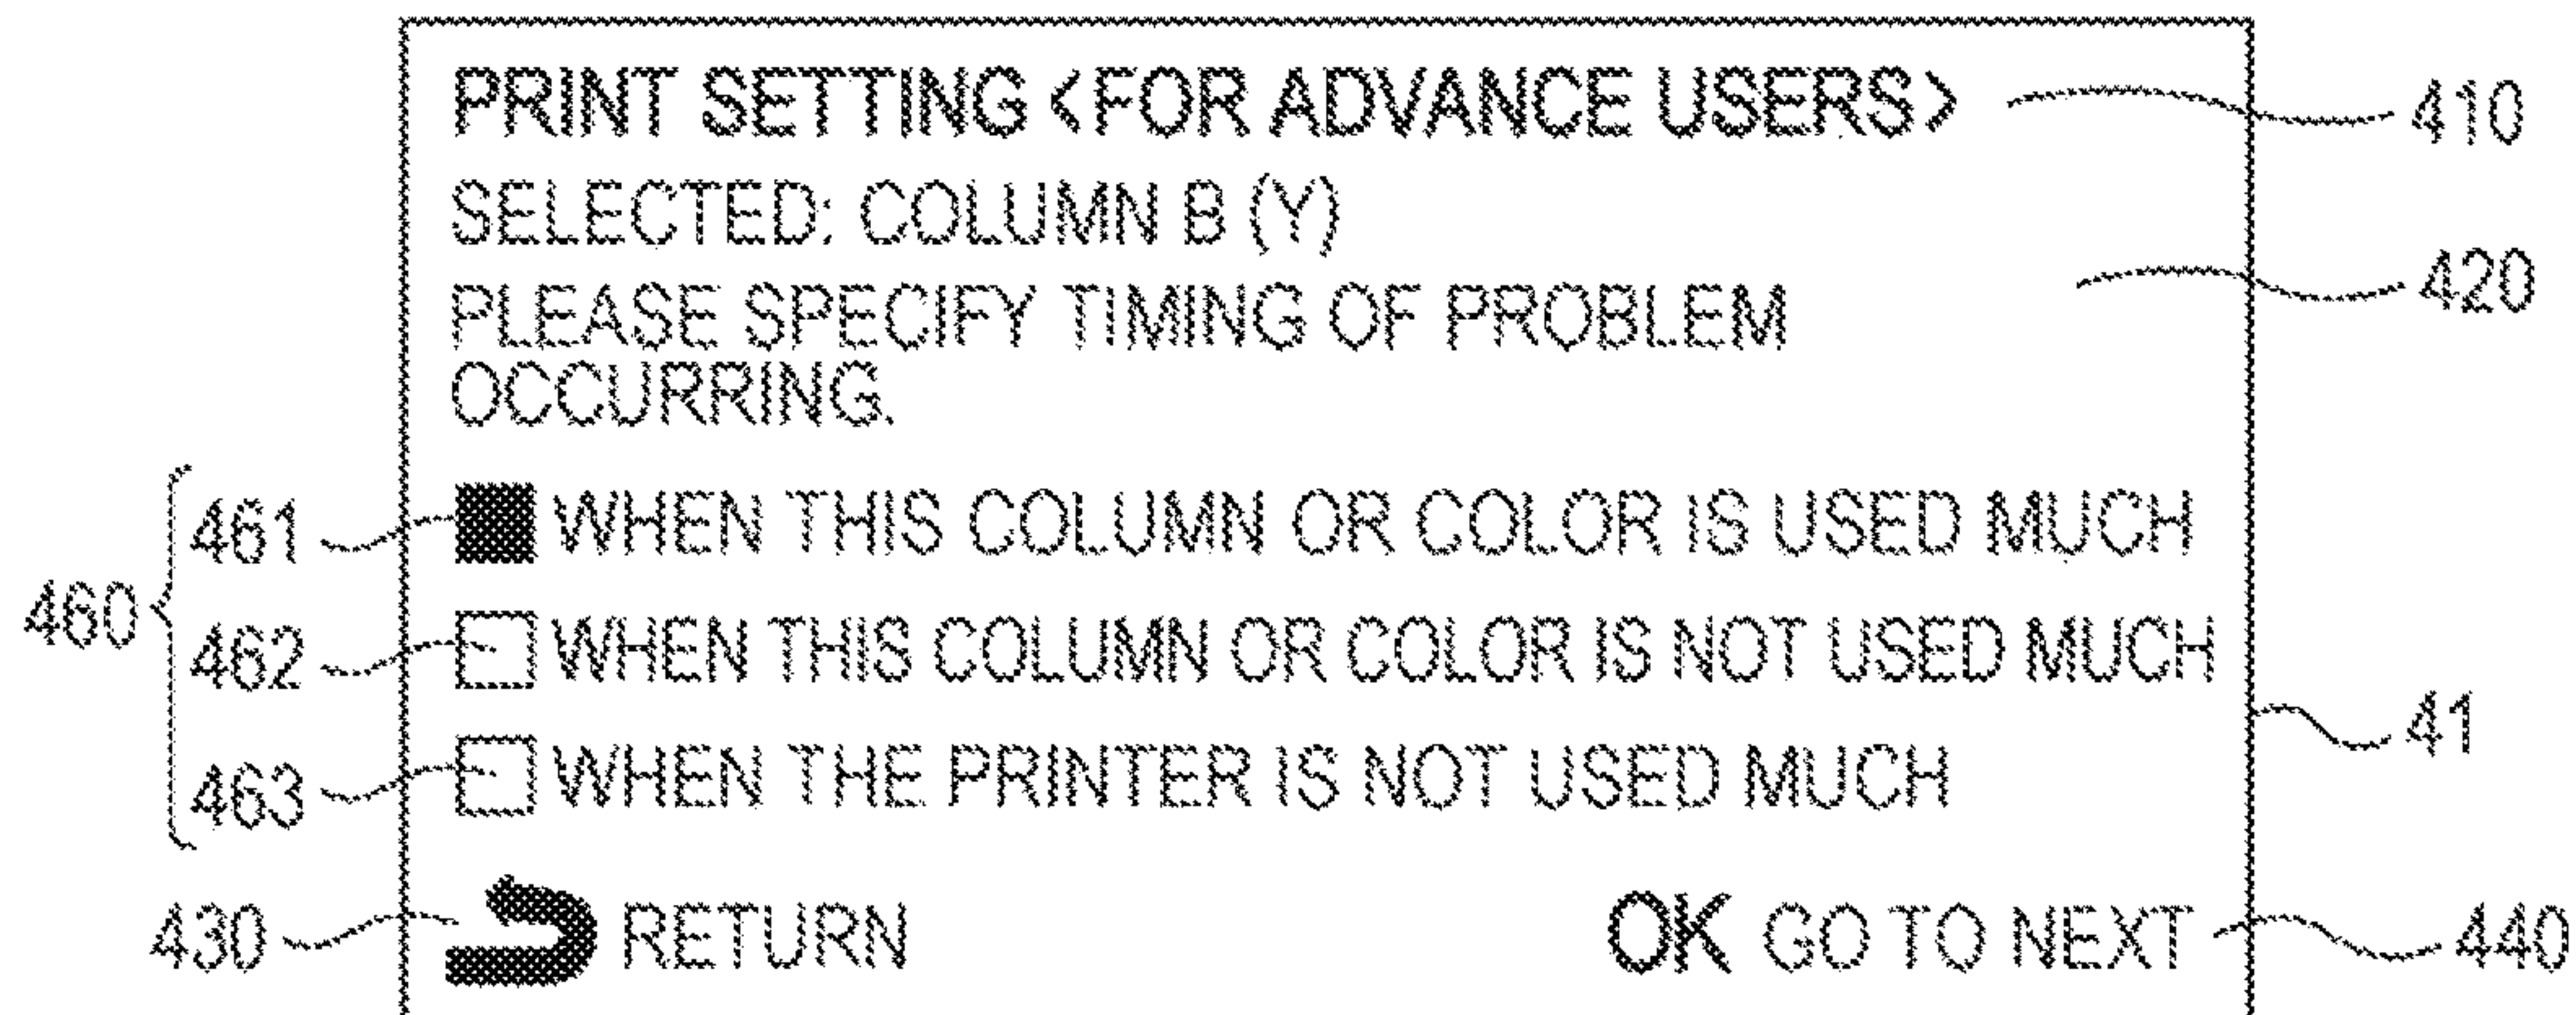 PRINT SETTING <FOR ADVANCE USERS> 410
SELECTED: COLUMN B (Y)
420
PLEASE SPECIFY TIMING OF PROBLEM
OCCURRING.
460
461 WHEN THIS COLUMN OR COLOR IS USED MUCH
462 WHEN THIS COLUMN OR COLOR IS NOT USED MUCH
41
463 WHEN THE PRINTER IS NOT USED MUCH
430 RETURN OK GO TO NEXT 440